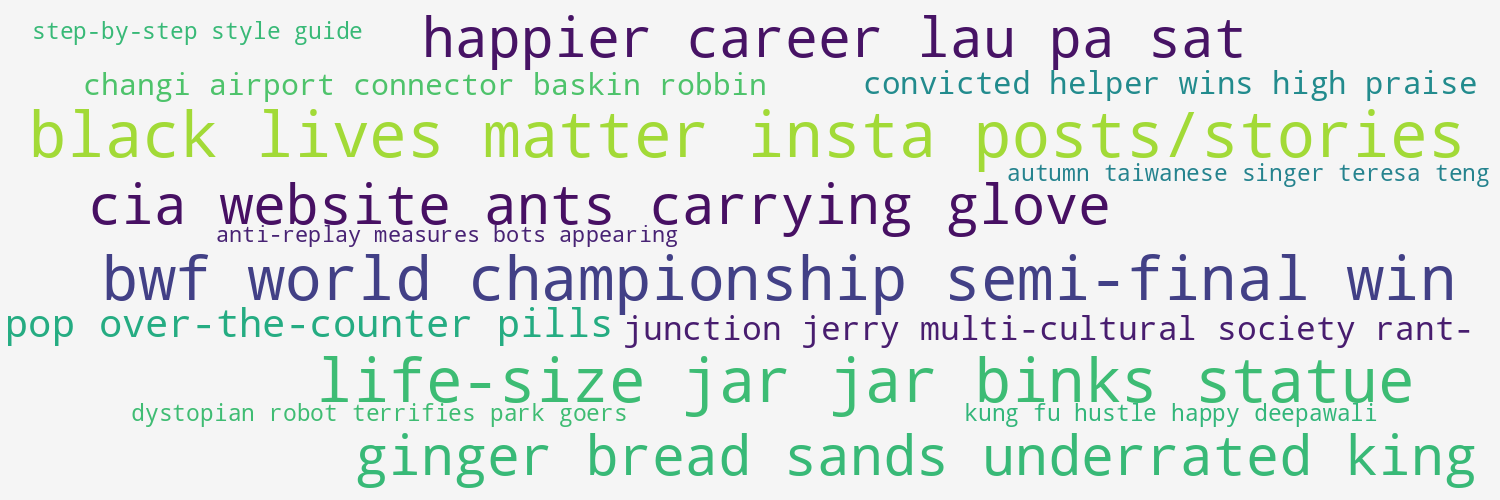 step-by-step style guide
happier career lau pa sat
changi airport connector baskin robbin
convicted helper wins high praise
black lives matter insta posts/stories
autumn taiwanese singer teresa teng
cia website ants carrying glove
anti-replay measures bots appearing
bwf world championship semi-final win
pop over-the-counter pills
junction jerry multi-cultural society rant-
life-size jar jar binks statue
dystopian robot terrifies park goers
kung fu hustle happy deepawali
ginger bread sands underrated king